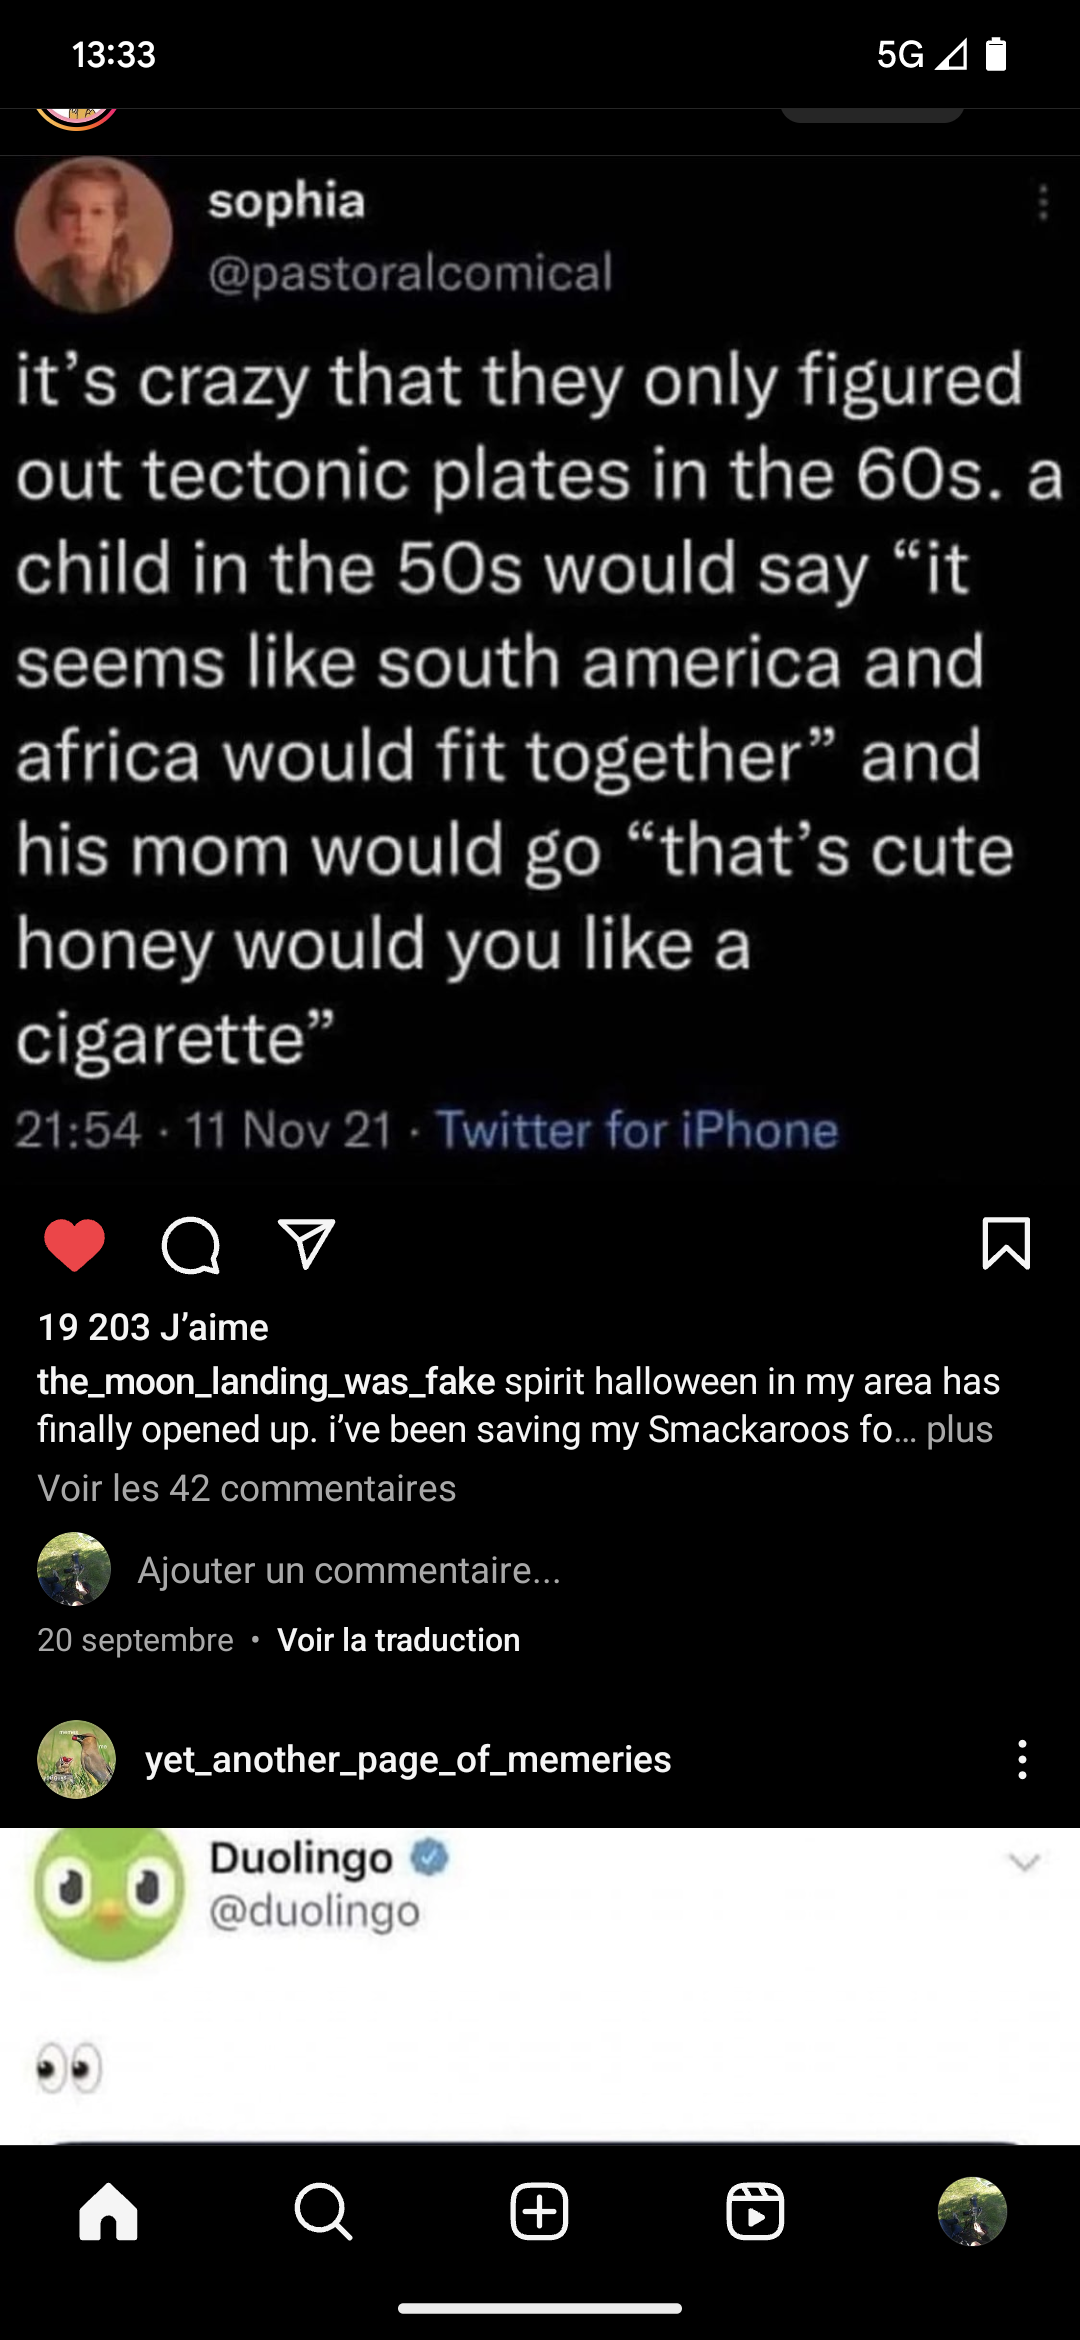 13:33
5G
sophia
@pastoralcomical
it’s crazy that they only figured
out tectonic plates in the 60s. a
child in the 50s would say “it
seems like south america and
africa would fit together” and
his mom would go “that’s cute
honey would you like a
cigarette”
21:54 · 11 Nov 21 · Twitter for iPhone
19 203 J’aime
the_moon_landing_was_fake spirit halloween in my area has
finally opened up. i’ve been saving my Smackaroos fo... plus
Voir les 42 commentaires
Ajouter un commentaire...
20 septembre • Voir la traduction
yet_another_page_of_memeries
Duolingo
@duolingo
👀